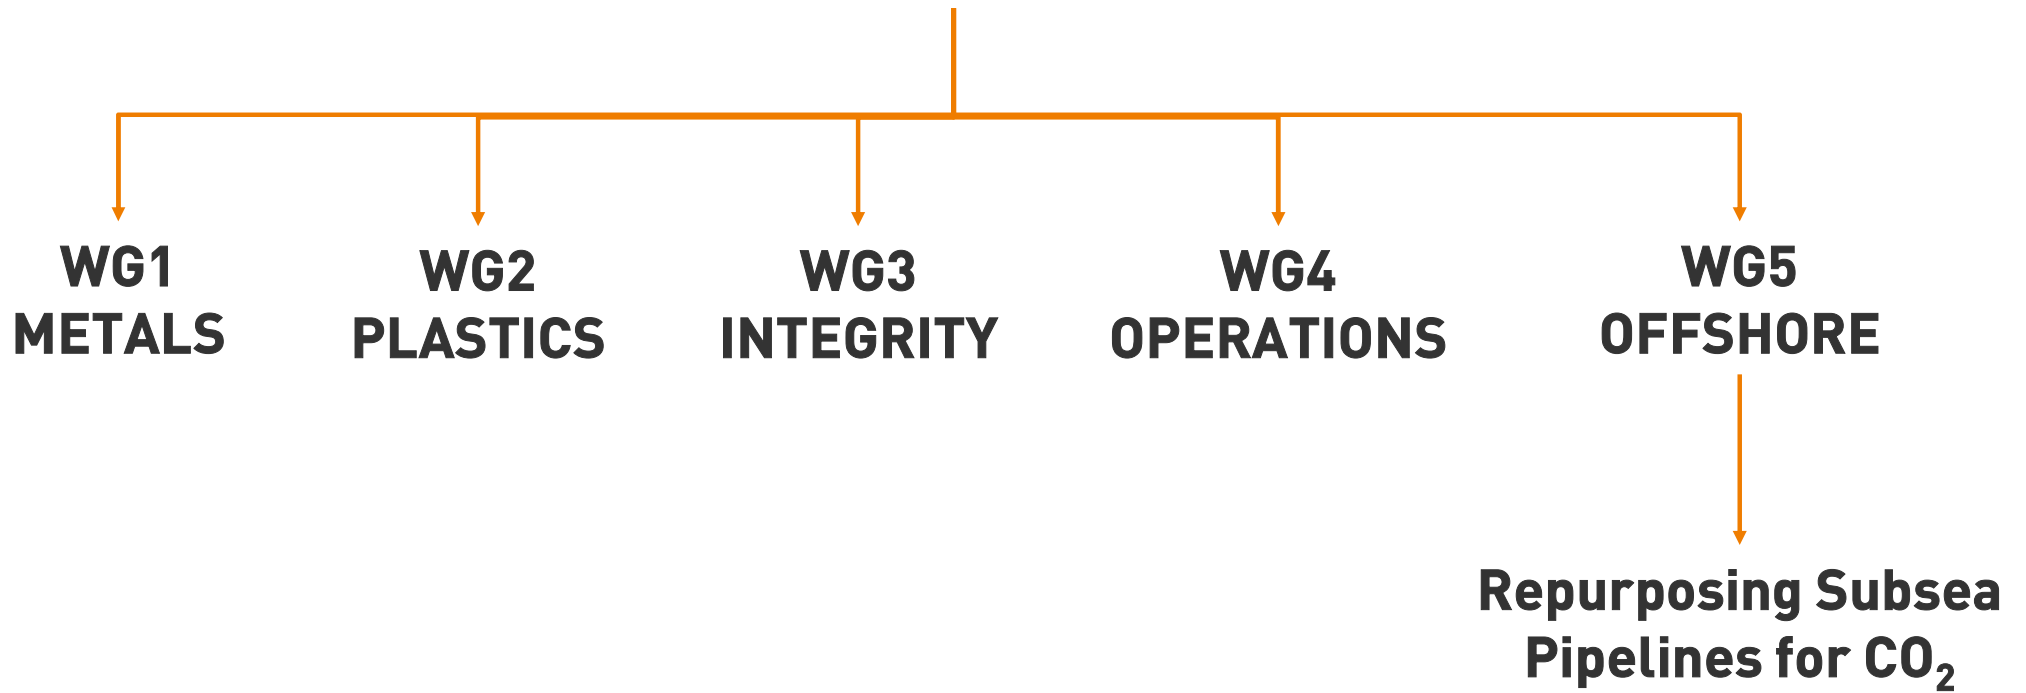 WG1
METALS
WG2
PLASTICS
WG3
INTEGRITY
WG4
OPERATIONS
WG5
OFFSHORE
Repurposing Subsea
Pipelines for CO₂